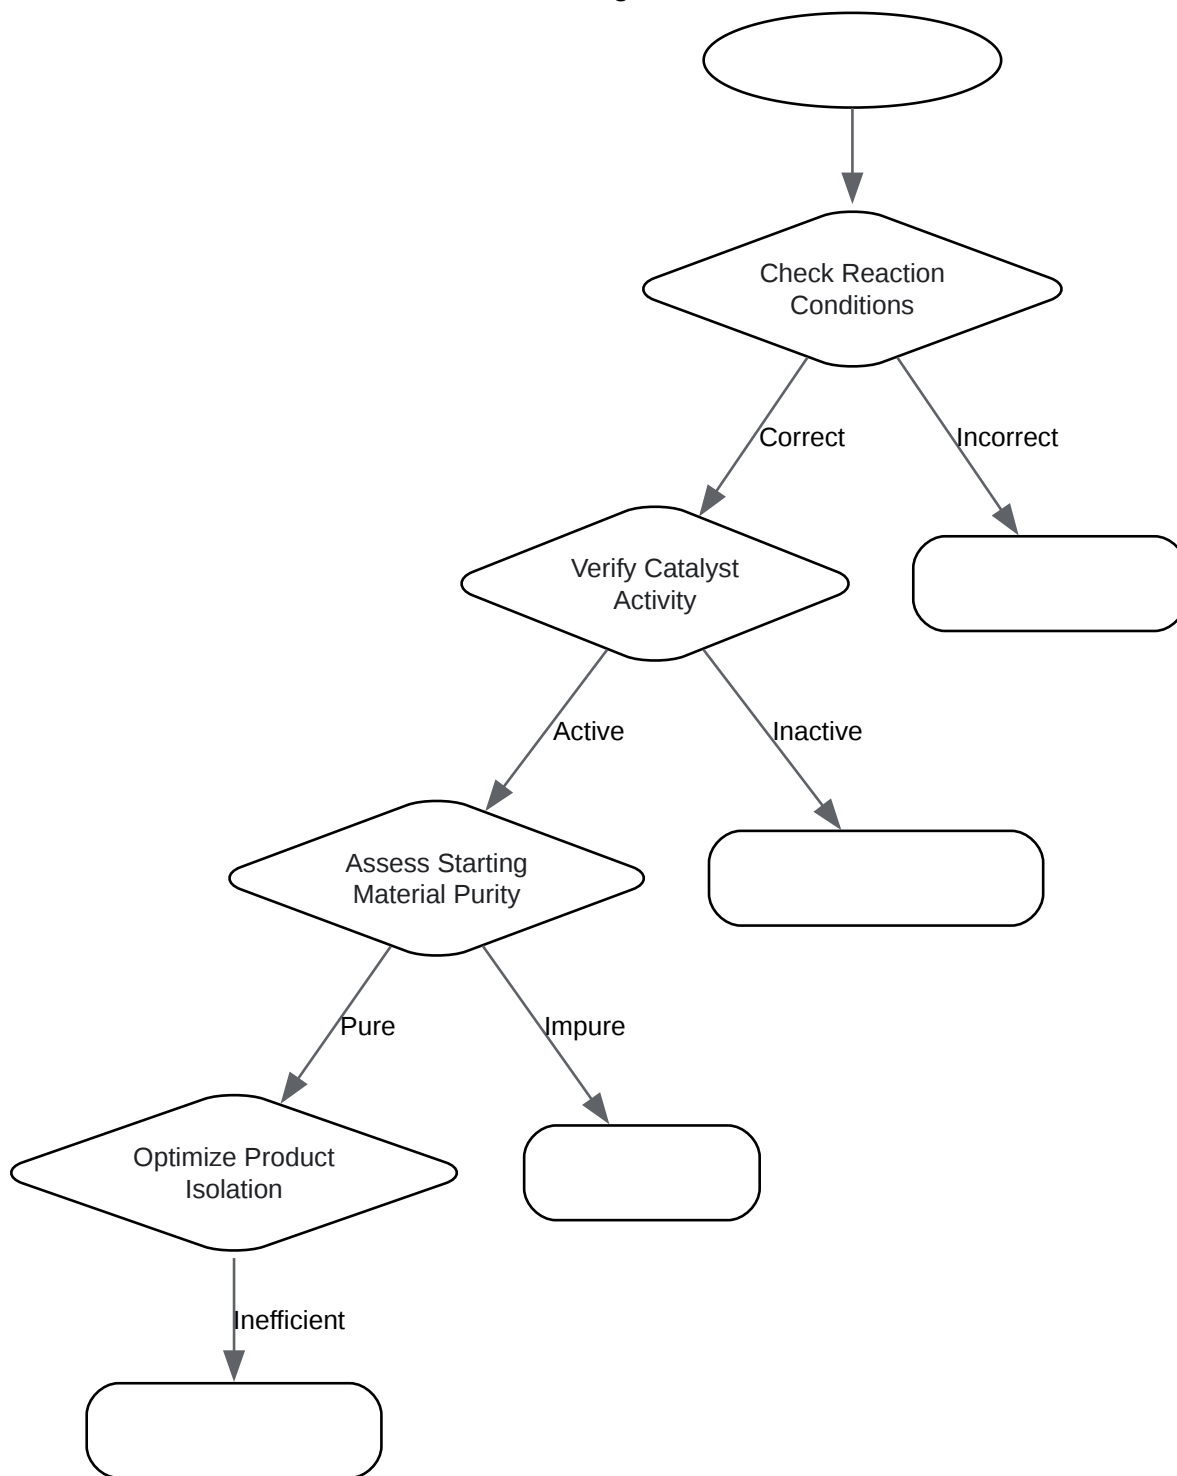 Check Reaction
Conditions
Correct
Incorrect
Verify Catalyst
Activity
Active
Inactive
Assess Starting
Material Purity
Pure
Impure
Optimize Product
Isolation
Inefficient